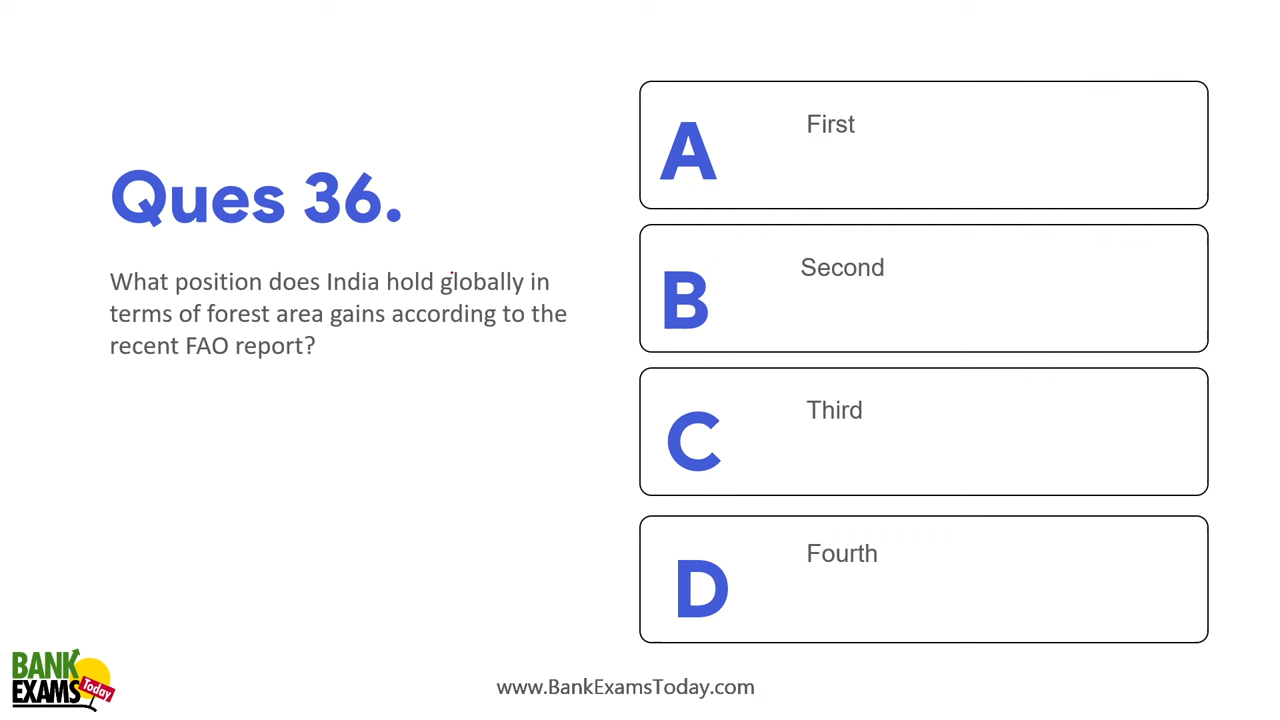 Ques 36.
What position does India hold globally in
terms of forest area gains according to the
recent FAO report?
A
First
B
Second
C
Third
D
Fourth
BANK
EXAMS
Today
www.BankExamsToday.com